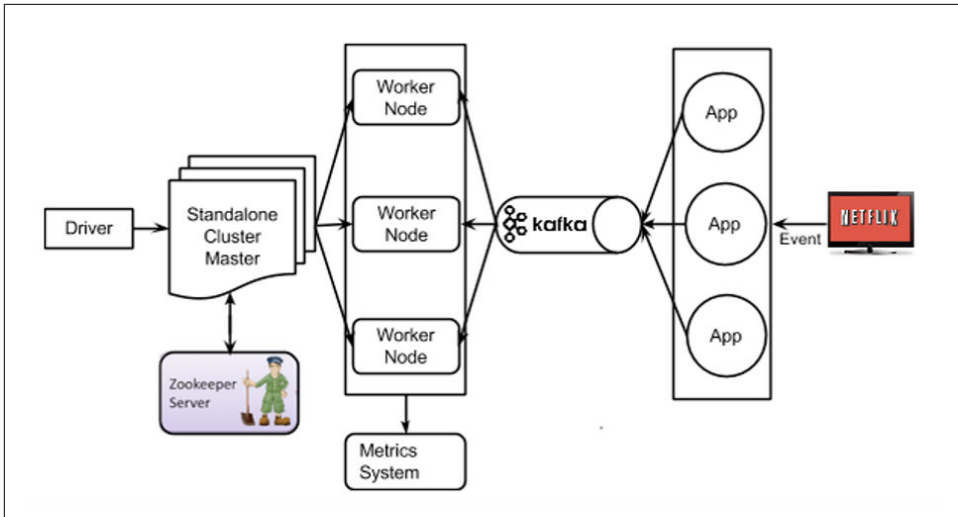 Driver
Standalone
Cluster
Master
Zookeeper
Server
Worker
Node
Worker
Node
Worker
Node
Metrics
System
kafka
App
App
App
Event
NETFLIX